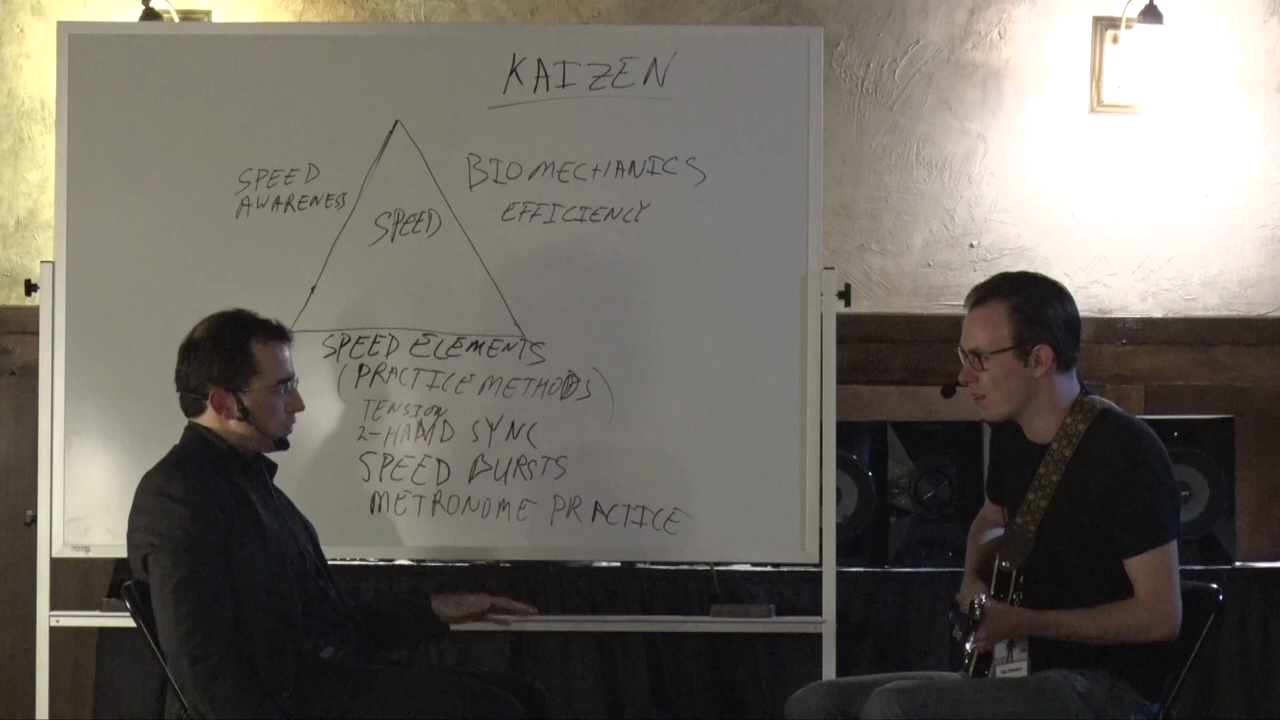 KAIZEN
SPEED
AWARENESS
BIOMECHANICS
EFFICIENCY
SPEED
SPEED ELEMENTS
(PRACTICE METHODS)
TENSION
2-HAND SYNC
SPEED BURSTS
METRONOME PRACTICE